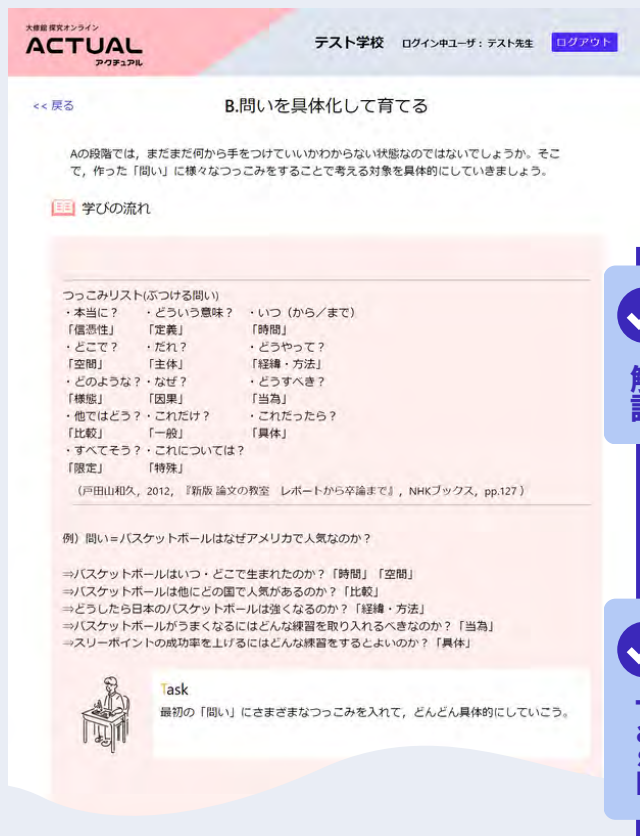 大修館 探究オンライン
ACTUAL
アクチュアル
テスト学校 ログイン中ユーザ：テスト先生 ログアウト
<< 戻る
B.問いを具体化して育てる
Aの段階では，まだまだ何から手をつけていいかわからない状態なのではないでしょうか。そこ
で，作った「問い」に様々なつっこみをすることで考える対象を具体的にしていきましょう。
学びの流れ
つっこみリスト(ぶつける問い)
・本当に？ ・どういう意味？ ・いつ（から／まで）
「信憑性」 「定義」 「時間」
・どこで？ ・だれ？ ・どうやって？
「空間」 「主体」 「経緯・方法」
・どのような？・なぜ？ ・どうすべき？
「様態」 「因果」 「当為」
・他ではどう？・これだけ？ ・これだったら？
「比較」 「一般」 「具体」
・すべてそう？・これについては？
「限定」 「特殊」
（戸田山和久，2012，『新版 論文の教室 レポートから卒論まで』，NHKブックス，pp.127 ）
例）問い＝バスケットボールはなぜアメリカで人気なのか？
⇒バスケットボールはいつ・どこで生まれたのか？「時間」「空間」
⇒バスケットボールは他にどの国で人気があるのか？「比較」
⇒どうしたら日本のバスケットボールは強くなるのか？「経緯・方法」
⇒バスケットボールがうまくなるにはどんな練習を取り入れるべきなのか？「当為」
⇒スリーポイントの成功率を上げるにはどんな練習をするとよいのか？「具体」
Task
最初の「問い」にさまざまなつっこみを入れて，どんどん具体的にしていこう。